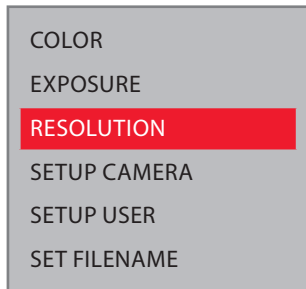 COLOR
EXPOSURE
RESOLUTION
SETUP CAMERA
SETUP USER
SET FILENAME